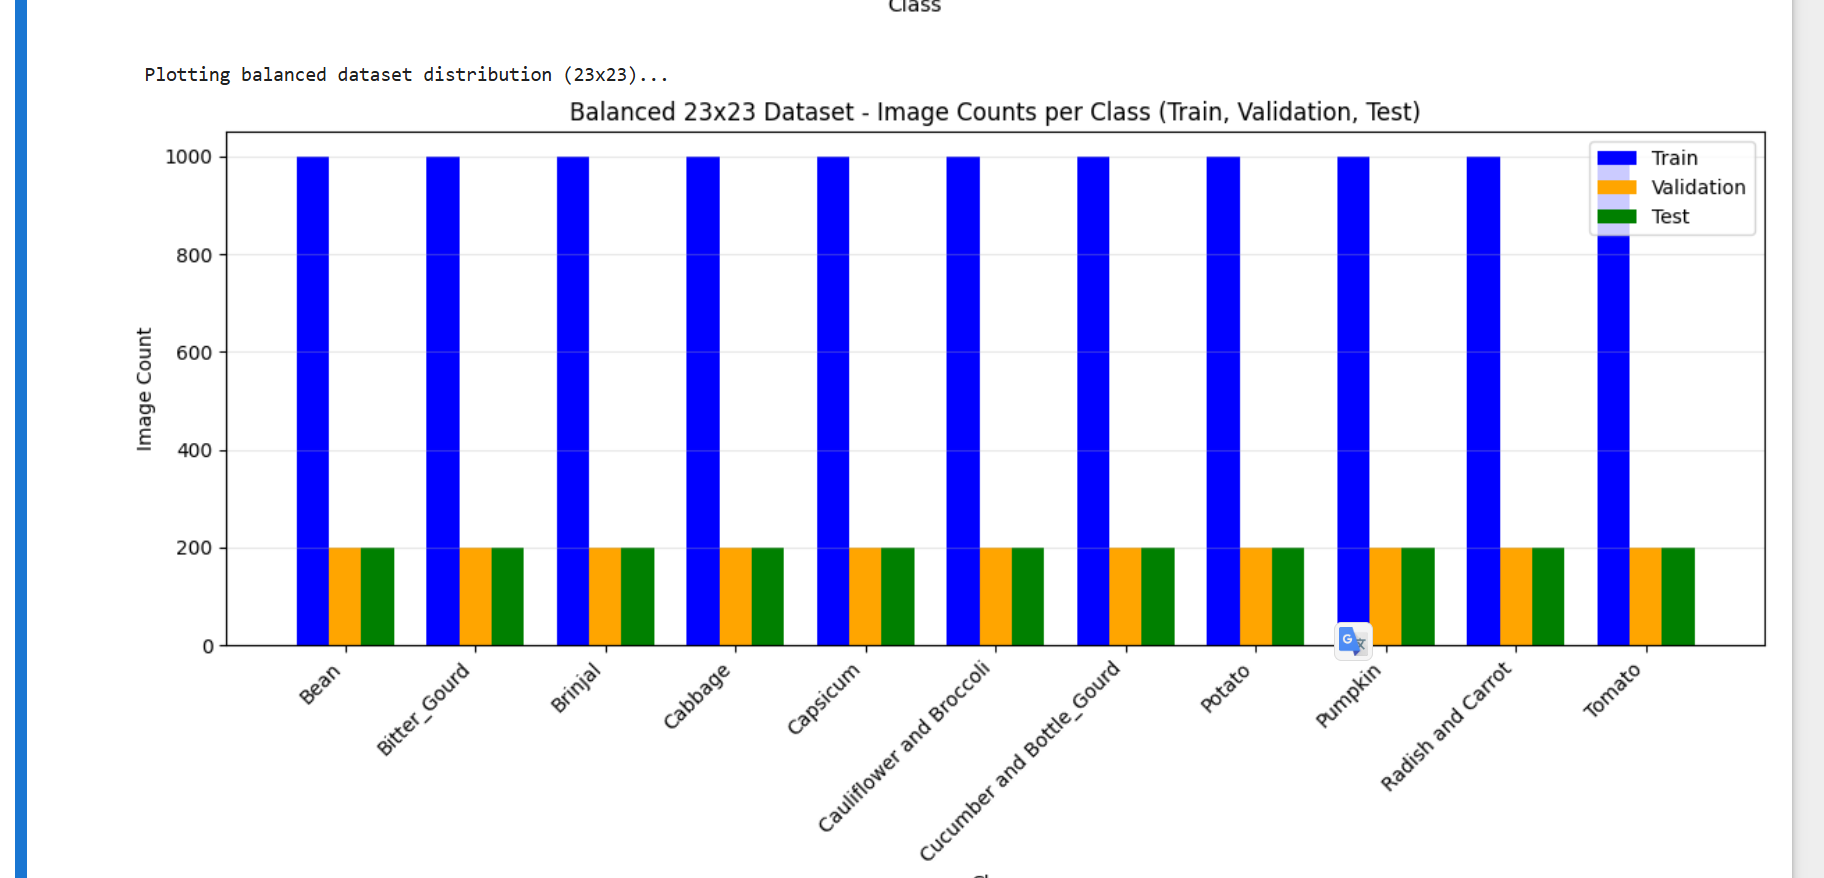 Class
Plotting balanced dataset distribution (23x23)...
Balanced 23x23 Dataset - Image Counts per Class (Train, Validation, Test)
Train
Validation
Test
Image Count
1000
800
600
400
200
0
Bean
Bitter_Gourd
Brinjal
Cabbage
Capsicum
Cauliflower and Broccoli
Cucumber and Bottle_Gourd
Potato
Pumpkin
Radish and Carrot
Tomato